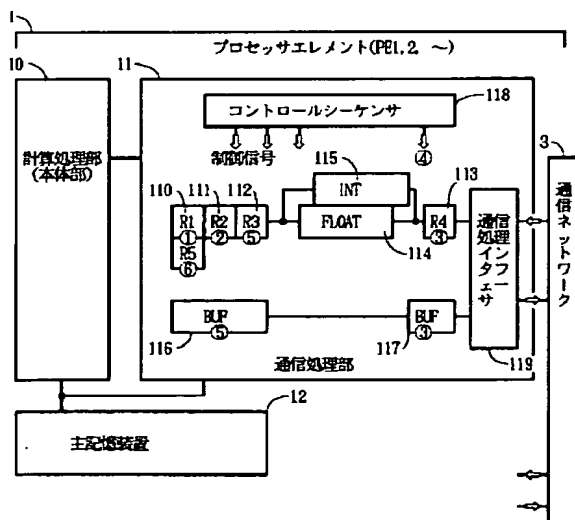 1
プロセッサエレメント(PE1,2, ～)
10
11
コントロールシーケンサ
118
計算処理部
(本体部)
制御信号
④
115
3
INT
110
111
112
113
R1
①
R2
②
R3
⑤
FLOAT
R4
③
R5
⑥
114
通信処理インタフェーサ
通信ネットワーク
BUF
⑤
BUF
③
116
117
通信処理部
119
12
主記憶装置